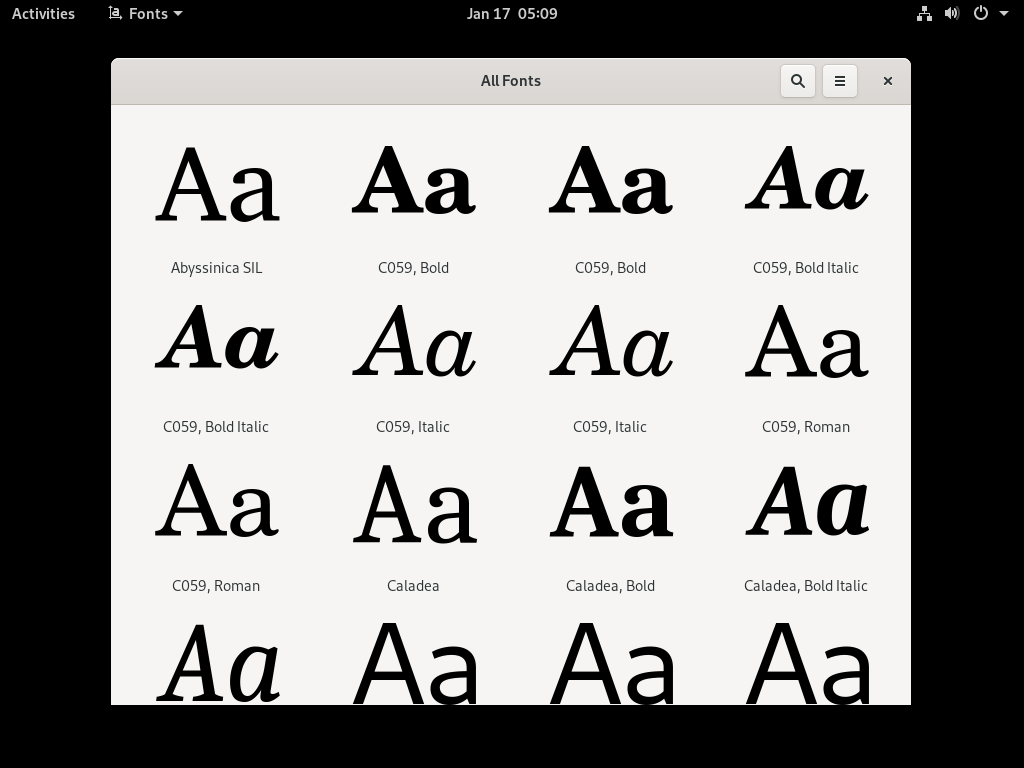 Activities Fonts Jan 17 05:09
All Fonts
Aa Aa Aa Aa
Abyssinica SIL C059, Bold C059, Bold C059, Bold Italic
Aa Aa Aa Aa
C059, Bold Italic C059, Italic C059, Italic C059, Roman
Aa Aa Aa Aa
C059, Roman Caladea Caladea, Bold Caladea, Bold Italic
Aa Aa Aa Aa